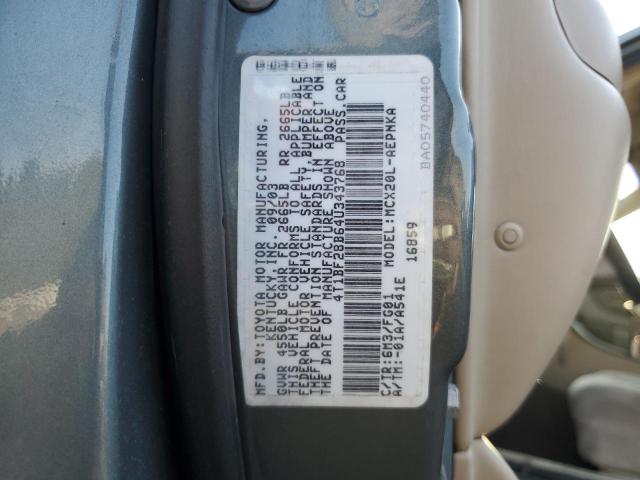 MFD.BY:TOYOTA MOTOR MANUFACTURING,
KENTUCKY,INC. 09/03
GVWR 4550LB GAWR FR 2665LB RR 2665LB
THIS VEHICLE CONFORMS TO ALL APPLICABLE
FEDERAL MOTOR VEHICLE SAFETY, BUMPER AND
THEFT PREVENTION STANDARDS IN EFFECT ON
THE DATE OF MANUFACTURE SHOWN ABOVE.
4T1BF28B64U343768 PASS.CAR
C/TR:6M3/FG01 MODEL:MCX20L-AEPNKA
A/TM:-01A/A541E 16859
BA05740440